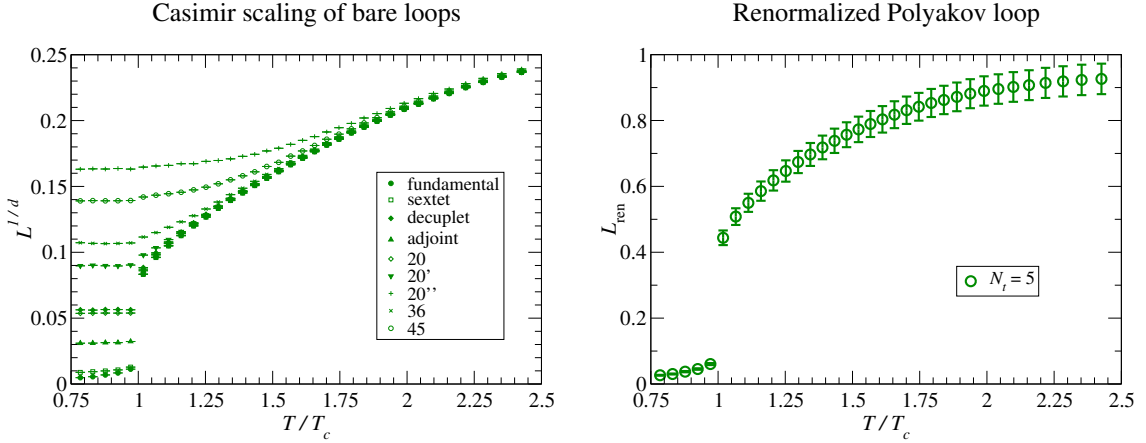 Casimir scaling of bare loops
0.25
0.2
0.15
0.1
0.05
0
L^{1/d}
fundamental
sextet
decuplet
adjoint
20
20'
20''
36
45
0.75 1 1.25 1.5 1.75 2 2.25 2.5
T / T_c
Renormalized Polyakov loop
1
0.8
0.6
0.4
0.2
0
L_ren
N_t = 5
0.75 1 1.25 1.5 1.75 2 2.25 2.5
T / T_c